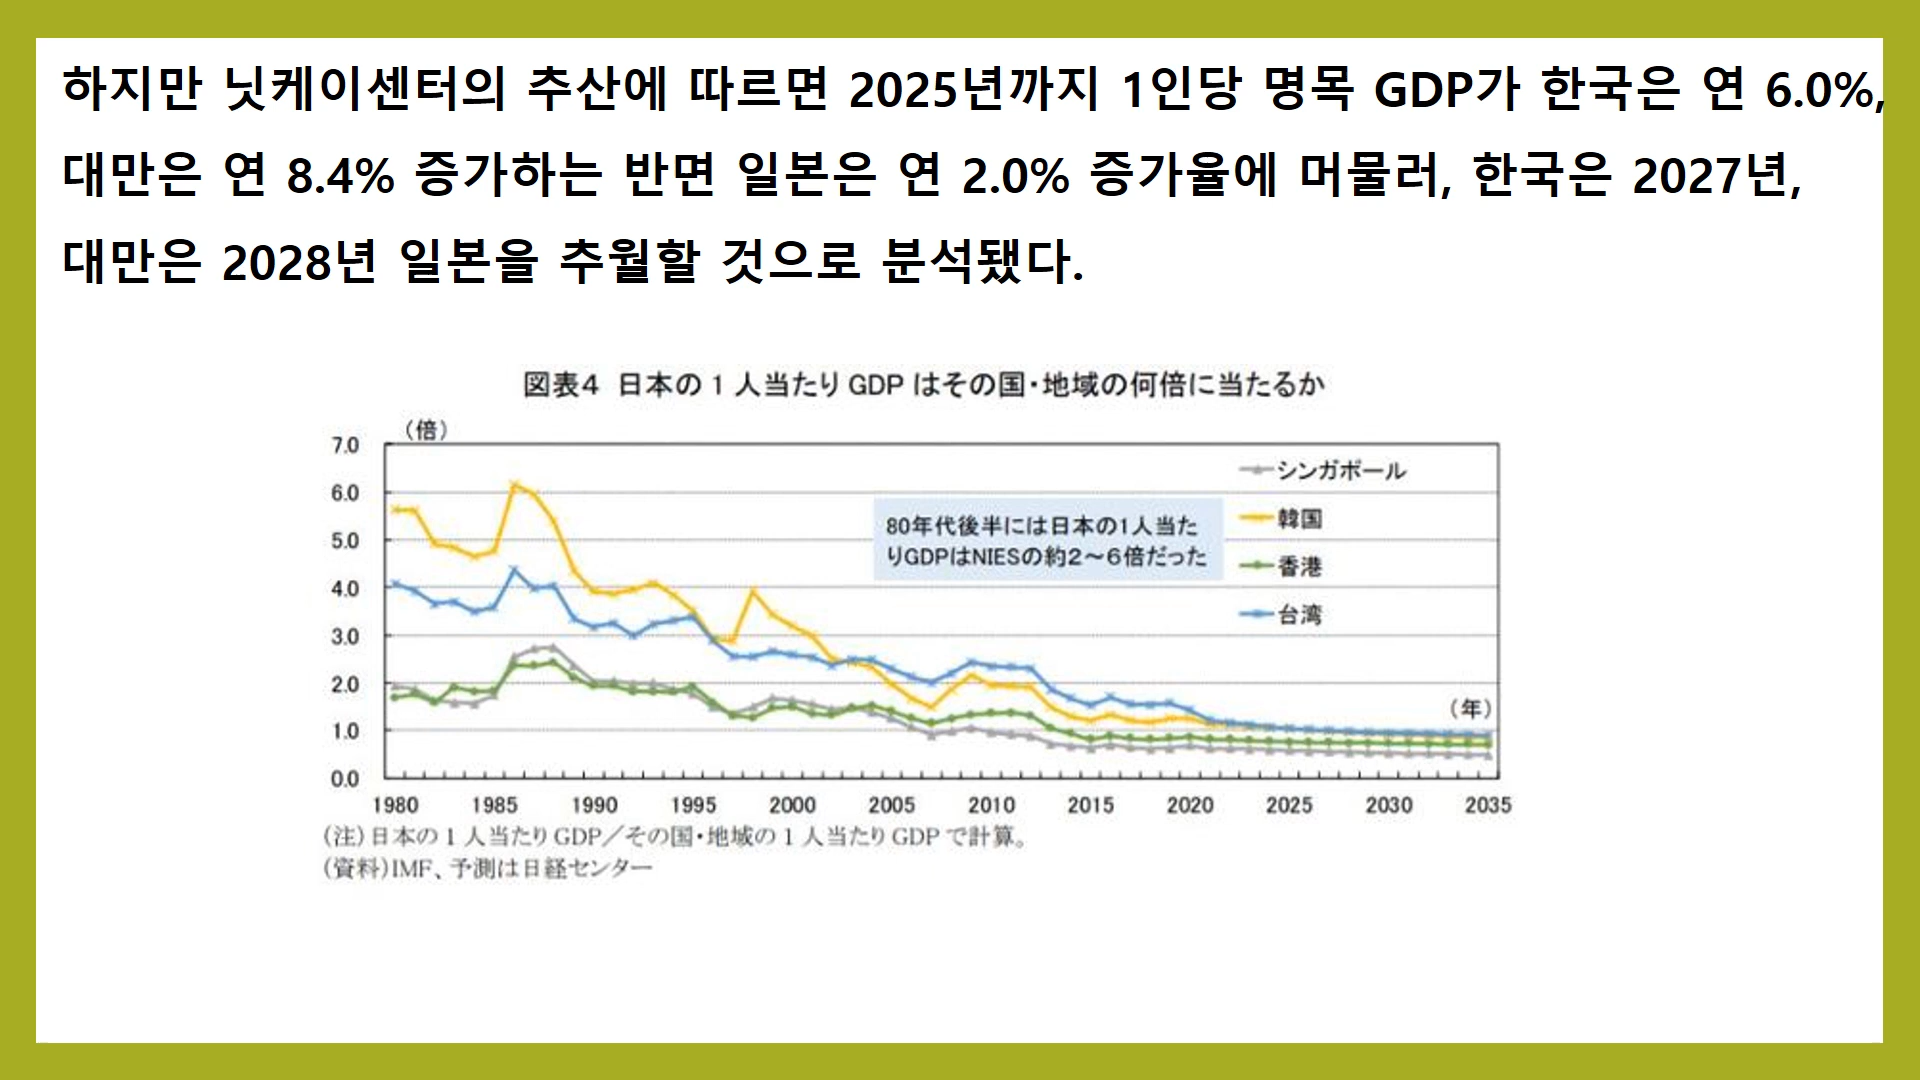 하지만 닛케이센터의 추산에 따르면 2025년까지 1인당 명목 GDP가 한국은 연 6.0%,
대만은 연 8.4% 증가하는 반면 일본은 연 2.0% 증가율에 머물러, 한국은 2027년,
대만은 2028년 일본을 추월할 것으로 분석됐다.
図表4 日本の1人当たりGDPはその国・地域の何倍に当たるか
(倍)
7.0
6.0
5.0
4.0
3.0
2.0
1.0
0.0
シンガポール
韓国
香港
台湾
80年代後半には日本の1人当た
りGDPはNIESの約2～6倍だった
(年)
1980 1985 1990 1995 2000 2005 2010 2015 2020 2025 2030 2035
(注)日本の1人当たりGDP／その国・地域の1人当たりGDPで計算。
(資料)IMF、予測は日経センター